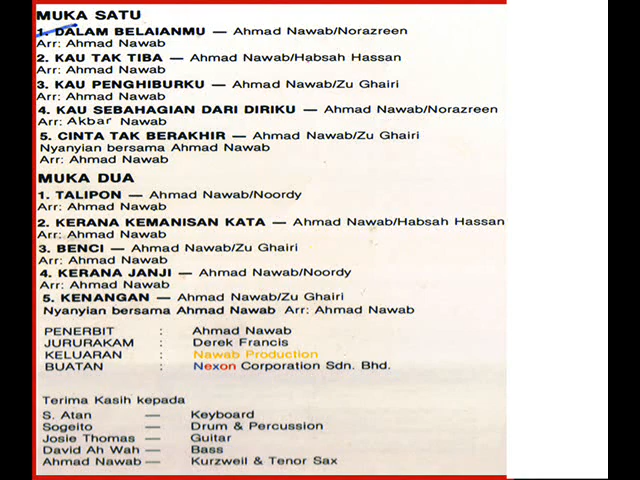 MUKA SATU
1. DALAM BELAIANMU — Ahmad Nawab/Norazreen
Arr: Ahmad Nawab
2. KAU TAK TIBA — Ahmad Nawab/Habsah Hassan
Arr: Ahmad Nawab
3. KAU PENGHIBURKU — Ahmad Nawab/Zu Ghairi
Arr: Ahmad Nawab
4. KAU SEBAHAGIAN DARI DIRIKU — Ahmad Nawab/Norazreen
Arr: Akbar Nawab
5. CINTA TAK BERAKHIR — Ahmad Nawab/Zu Ghairi
Nyanyian bersama Ahmad Nawab
Arr: Ahmad Nawab
MUKA DUA
1. TALIPON — Ahmad Nawab/Noordy
Arr: Ahmad Nawab
2. KERANA KEMANISAN KATA — Ahmad Nawab/Habsah Hassan
Arr: Ahmad Nawab
3. BENCI — Ahmad Nawab/Zu Ghairi
Arr: Ahmad Nawab
4. KERANA JANJI — Ahmad Nawab/Noordy
Arr: Ahmad Nawab
5. KENANGAN — Ahmad Nawab/Zu Ghairi
Nyanyian bersama Ahmad Nawab Arr: Ahmad Nawab
PENERBIT : Ahmad Nawab
JURURAKAM : Derek Francis
KELUARAN : Nawab Production
BUATAN : Nexon Corporation Sdn. Bhd.
Terima Kasih kepada
S. Atan — Keyboard
Sogeito — Drum & Percussion
Josie Thomas — Guitar
David Ah Wah — Bass
Ahmad Nawab — Kurzweil & Tenor Sax